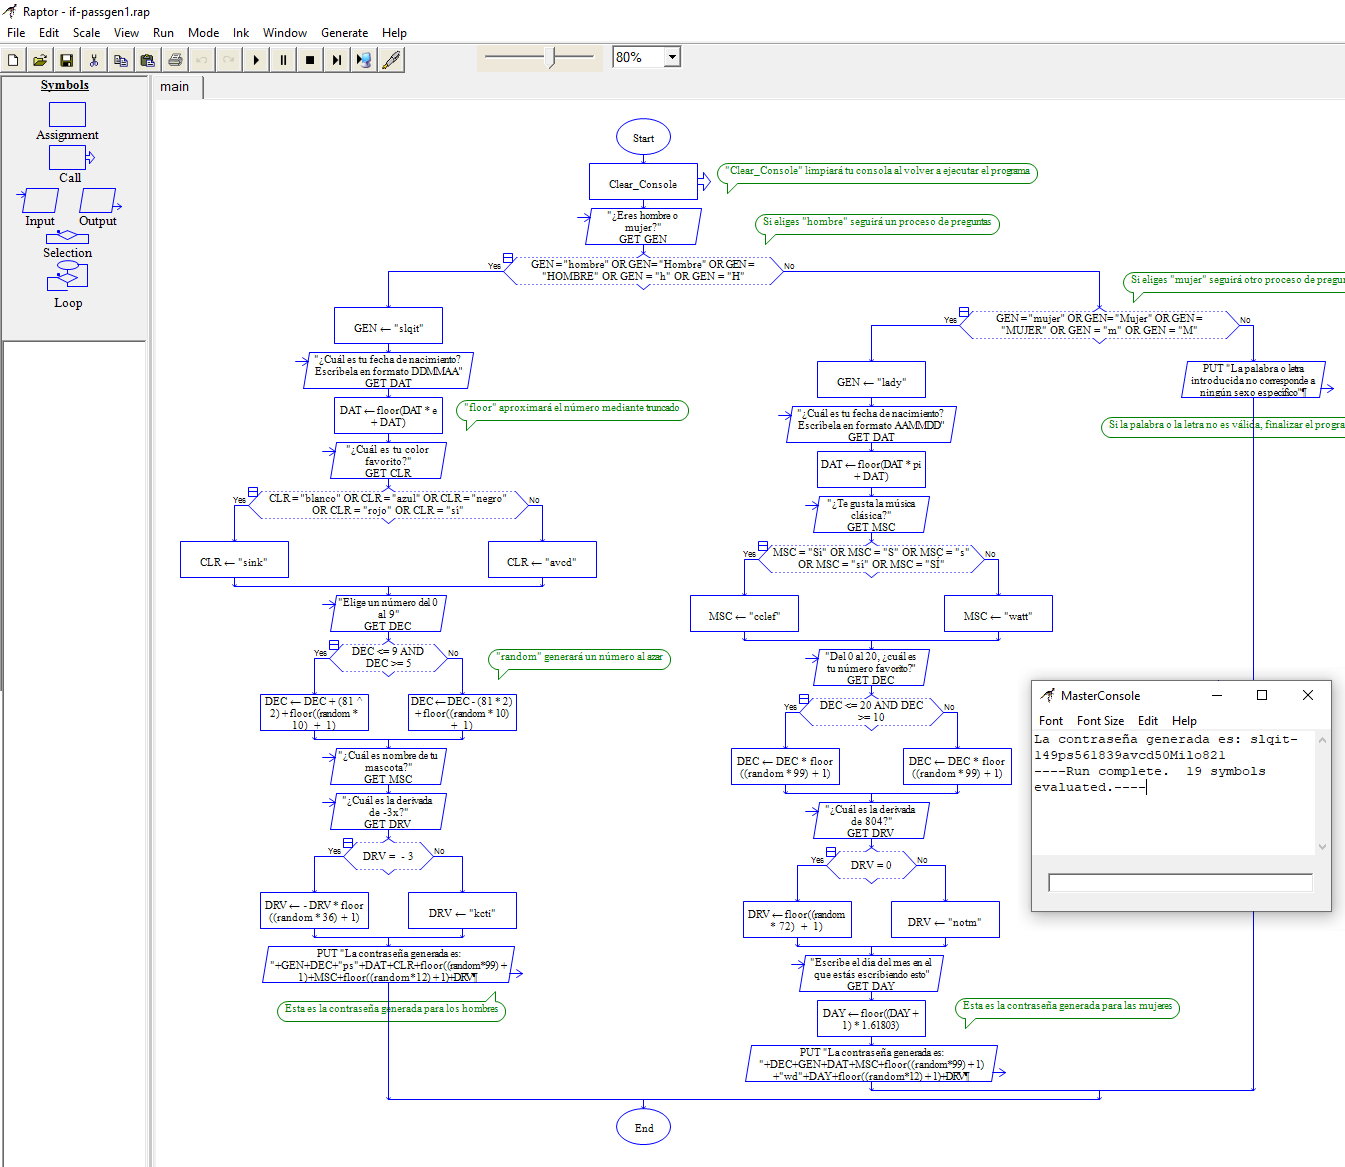 Raptor - if-passgen1.rap
File Edit Scale View Run Mode Ink Window Generate Help
80%
Symbols
main
Assignment
Call
Input Output
Selection
Loop
Start
Clear_Console
"Clear_Console" limpiará tu consola al volver a ejecutar el programa
"¿Eres hombre o
mujer?"
GET GEN
Si eliges "hombre" seguirá un proceso de preguntas
Yes
GEN = "hombre" OR GEN= "Hombre" OR GEN =
"HOMBRE" OR GEN = "h" OR GEN = "H"
No
GEN ← "slqit"
"¿Cuál es tu fecha de nacimiento?
Escríbela en formato DDMMAA"
GET DAT
DAT ← floor(DAT * e
+ DAT)
"floor" aproximará el número mediante truncado
"¿Cuál es tu color
favorito?"
GET CLR
Yes
CLR = "blanco" OR CLR = "azul" OR CLR = "negro"
OR CLR = "rojo" OR CLR = "sí"
No
CLR ← "sink"
CLR ← "avcd"
"Elige un número del 0
al 9"
GET DEC
Yes
DEC <= 9 AND
DEC >= 5
No
"random" generará un número al azar
DEC ← DEC + (81 ^
2) + floor((random *
10) + 1)
DEC ← DEC - (81 * 2)
+ floor((random * 10)
+ 1)
"¿Cuál es nombre de tu
mascota?"
GET MSC
"¿Cuál es la derivada
de -3x?"
GET DRV
Yes
DRV = - 3
No
DRV ← - DRV * floor
((random * 36) + 1)
DRV ← "kcti"
PUT "La contraseña generada es:
"+GEN+DEC+"ps"+DAT+CLR+floor((random*99) +
1)+MSC+floor((random*12) + 1)+DRV¶
Esta es la contraseña generada para los hombres
Si eliges "mujer" seguirá otro proceso de pregun
Yes
GEN = "mujer" OR GEN= "Mujer" OR GEN =
"MUJER" OR GEN = "m" OR GEN = "M"
No
GEN ← "lady"
PUT "La palabra o letra
introducida no corresponde a
ningún sexo específico"¶
Si la palabra o la letra no es válida, finalizar el progra
"¿Cuál es tu fecha de nacimiento?
Escríbela en formato AAMMDD"
GET DAT
DAT ← floor(DAT * pi
+ DAT)
"¿Te gusta la música
clásica?"
GET MSC
Yes
MSC = "Sí" OR MSC = "S" OR MSC = "s"
OR MSC = "sí" OR MSC = "SÍ"
No
MSC ← "cclef"
MSC ← "watt"
"Del 0 al 20, ¿cuál es
tu número favorito?"
GET DEC
Yes
DEC <= 20 AND DEC
>= 10
No
DEC ← DEC * floor
((random * 99) + 1)
DEC ← DEC * floor
((random * 99) + 1)
"¿Cuál es la derivada
de 804?"
GET DRV
Yes
DRV = 0
No
DRV ← floor((random
* 72) + 1)
DRV ← "notm"
"Escribe el día del mes en el
que estás escribiendo esto"
GET DAY
DAY ← floor((DAY +
1) * 1.61803)
Esta es la contraseña generada para las mujeres
PUT "La contraseña generada es:
"+DEC+GEN+DAT+MSC+floor((random*99) + 1)
+"wd"+DAY+floor((random*12) + 1)+DRV¶
End
MasterConsole
Font Font Size Edit Help
La contraseña generada es: slqit-
149ps561839avcd50Milo821
----Run complete. 19 symbols
evaluated.----